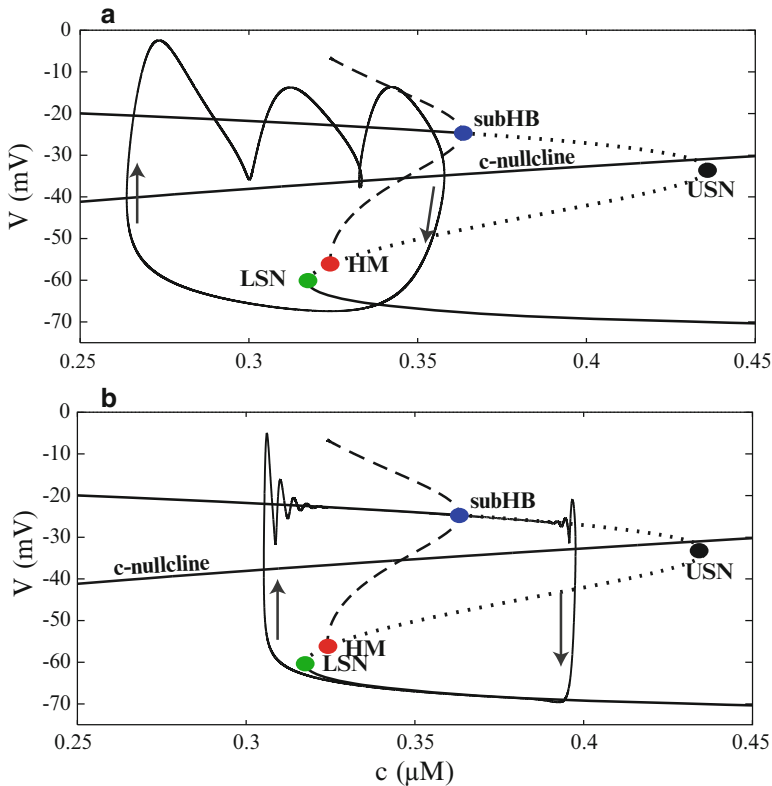 a
0
-10
-20
-30
-40
-50
-60
-70
V (mV)
subHB
c-nullcline
USN
HM
LSN
0.25 0.3 0.35 0.4 0.45
b
0
-10
-20
-30
-40
-50
-60
-70
V (mV)
subHB
c-nullcline
USN
HM
LSN
0.25 0.3 0.35 0.4 0.45
c (μM)